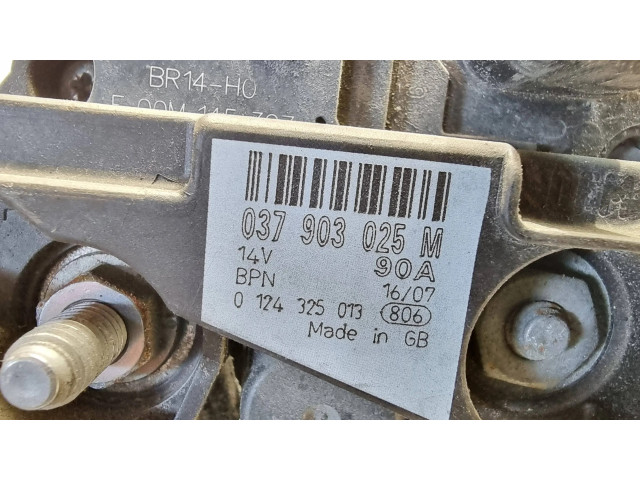 BR14-H0
037 903 025 M
14V 90A
BPN 16/07
0 124 325 013 806
Made in GB